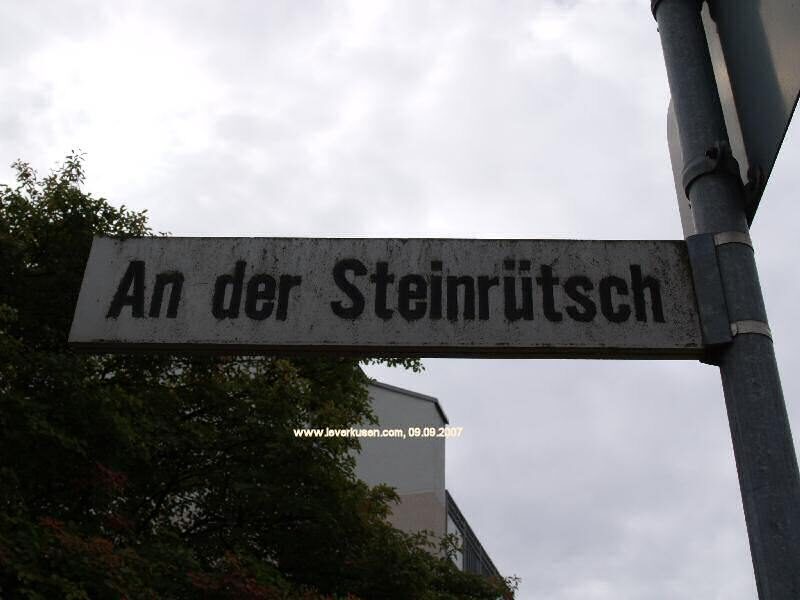 An der Steinrütsch
www.leverkusen.com, 09.09.2007